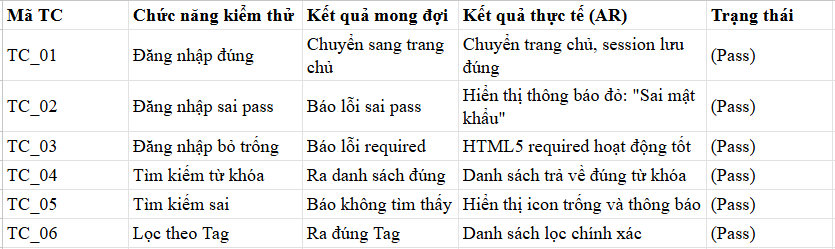 Mã TC Chức năng kiểm thử Kết quả mong đợi Kết quả thực tế (AR) Trạng thái
TC_01 Đăng nhập đúng Chuyển sang trang chủ Chuyển trang chủ, session lưu đúng (Pass)
TC_02 Đăng nhập sai pass Báo lỗi sai pass Hiển thị thông báo đỏ: "Sai mật khẩu" (Pass)
TC_03 Đăng nhập bỏ trống Báo lỗi required HTML5 required hoạt động tốt (Pass)
TC_04 Tìm kiếm từ khóa Ra danh sách đúng Danh sách trả về đúng từ khóa (Pass)
TC_05 Tìm kiếm sai Báo không tìm thấy Hiển thị icon trống và thông báo (Pass)
TC_06 Lọc theo Tag Ra đúng Tag Danh sách lọc chính xác (Pass)